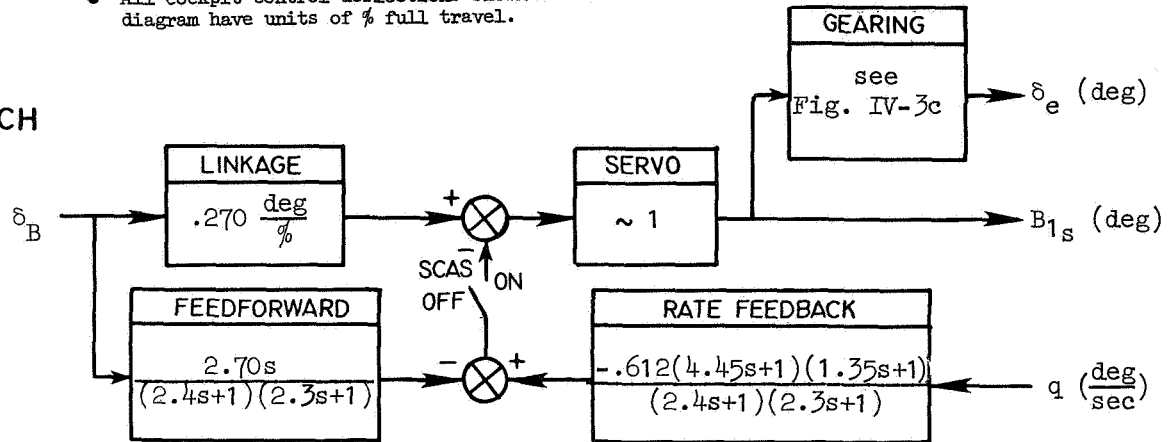 diagram have units of % full travel.
GEARING
see
Fig. IV-3c
δe (deg)
CH
LINKAGE
.270 deg/%
SERVO
~ 1
δB
+
B1s (deg)
−
SCAS ON
OFF
FEEDFORWARD
2.70s
(2.4s+1)(2.3s+1)
− +
RATE FEEDBACK
-.612(4.45s+1)(1.35s+1)
(2.4s+1)(2.3s+1)
q (deg/sec)